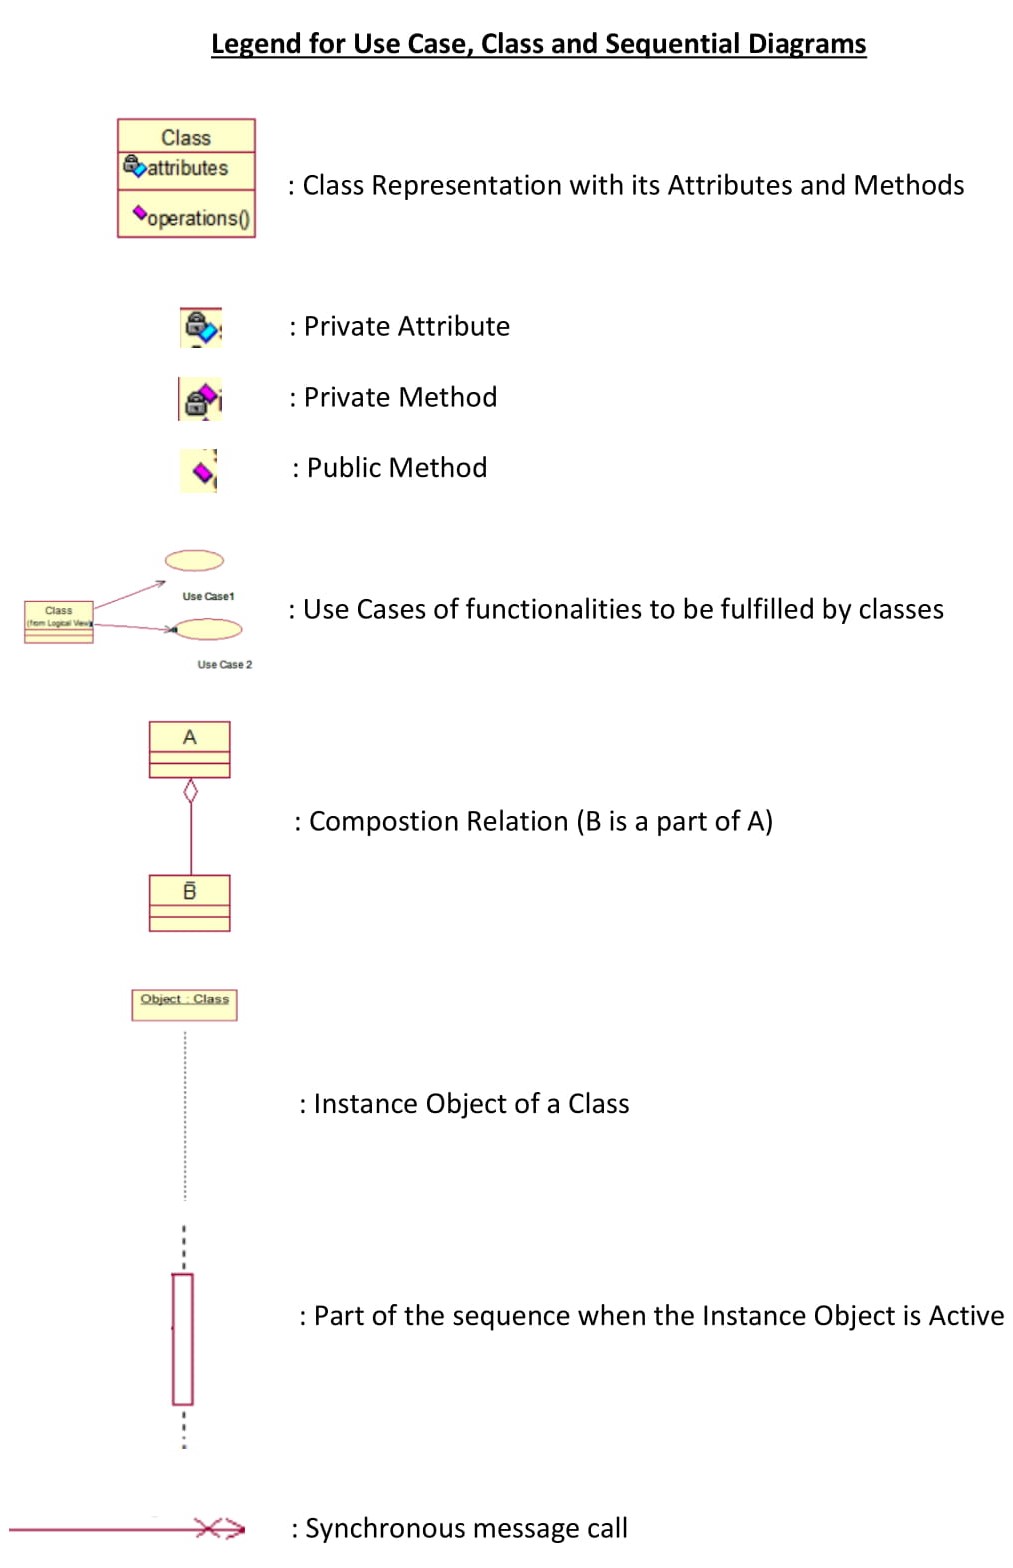 Legend for Use Case, Class and Sequential Diagrams
Class
attributes
operations()
: Class Representation with its Attributes and Methods
: Private Attribute
: Private Method
: Public Method
Use Case1
Class
(from Logical View)
Use Case 2
: Use Cases of functionalities to be fulfilled by classes
A
: Compostion Relation (B is a part of A)
B
Object : Class
: Instance Object of a Class
: Part of the sequence when the Instance Object is Active
: Synchronous message call